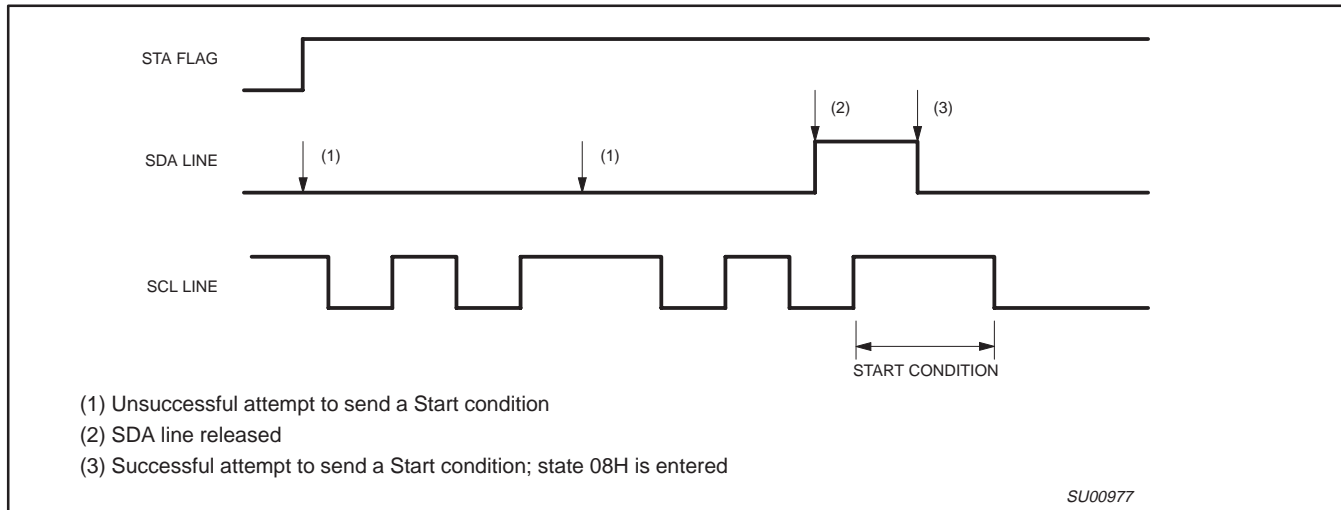 STA FLAG
(2)
(3)
SDA LINE
(1)
(1)
SCL LINE
START CONDITION
(1) Unsuccessful attempt to send a Start condition
(2) SDA line released
(3) Successful attempt to send a Start condition; state 08H is entered
SU00977